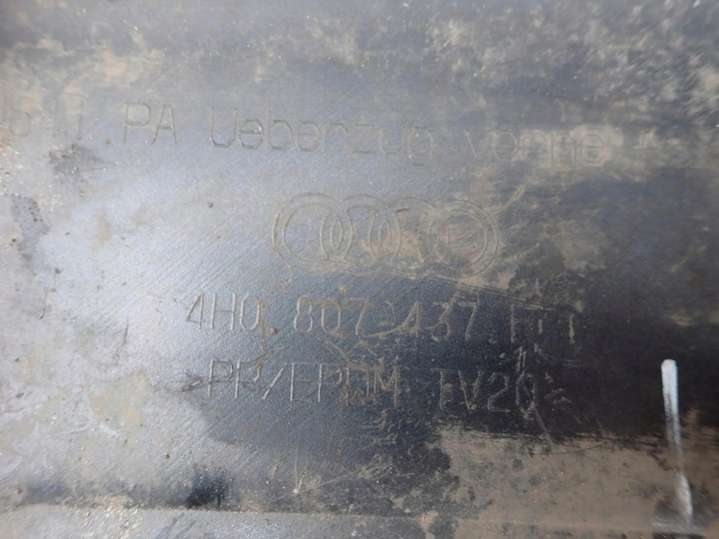 PA Ueberzug vorne
4H0 807 437
>PP/EPDM TV20<